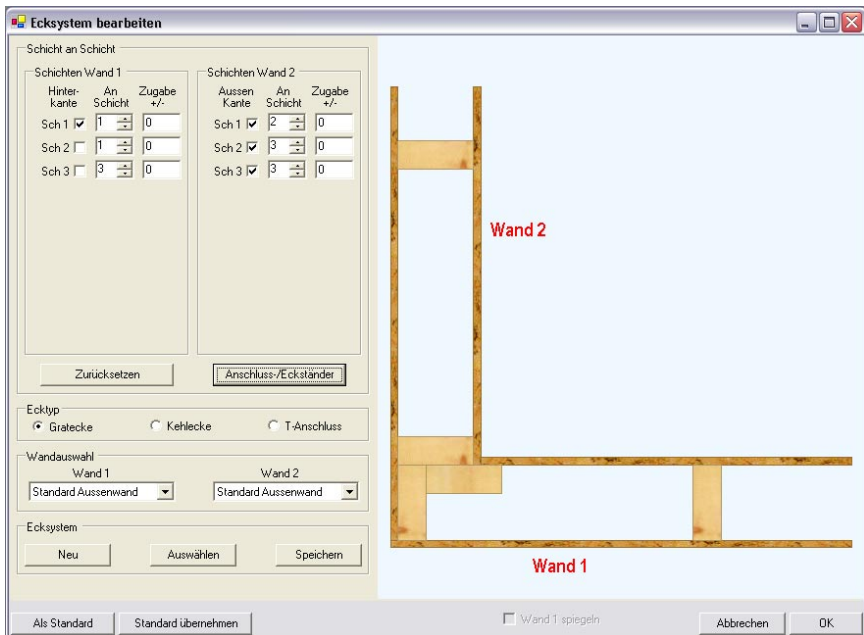 Ecksystem bearbeiten
Schicht an Schicht
Schichten Wand 1
Hinter- An Zugabe
kante Schicht +/-
Sch 1 1 0
Sch 2 1 0
Sch 3 3 0
Schichten Wand 2
Aussen An Zugabe
Kante Schicht +/-
Sch 1 2 0
Sch 2 3 0
Sch 3 3 0
Zurücksetzen Anschluss-/Eckständer
Ecktyp
Gratecke Kehlecke T-Anschluss
Wandauswahl
Wand 1 Wand 2
Standard Aussenwand Standard Aussenwand
Ecksystem
Neu Auswählen Speichern
Wand 2
Wand 1
Als Standard Standard übernehmen Wand 1 spiegeln Abbrechen OK